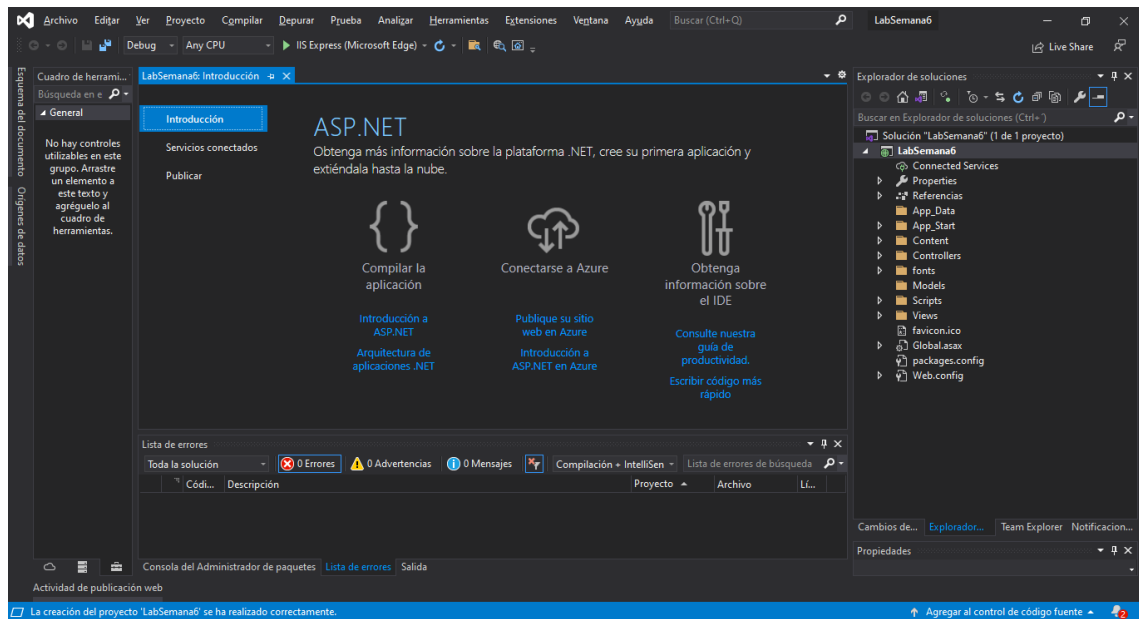 Archivo Editar Ver Proyecto Compilar Depurar Prueba Analizar Herramientas Extensiones Ventana Ayuda Buscar (Ctrl+Q) LabSemana6
Debug Any CPU IIS Express (Microsoft Edge) Live Share
Esquema del documento
Orígenes de datos
Cuadro de herrami...
Búsqueda en e
General
No hay controles
utilizables en este
grupo. Arrastre
un elemento a
este texto y
agréguelo al
cuadro de
herramientas.
LabSemana6: Introducción
Introducción
Servicios conectados
Publicar
ASP.NET
Obtenga más información sobre la plataforma .NET, cree su primera aplicación y
extiéndala hasta la nube.
Compilar la
aplicación
Introducción a
ASP.NET
Arquitectura de
aplicaciones .NET
Conectarse a Azure
Publique su sitio
web en Azure
Introducción a
ASP.NET en Azure
Obtenga
información sobre
el IDE
Consulte nuestra
guía de
productividad.
Escribir código más
rápido
Lista de errores
Toda la solución 0 Errores 0 Advertencias 0 Mensajes Compilación + IntelliSen Lista de errores de búsqueda
Códi... Descripción Proyecto Archivo Lí...
Consola del Administrador de paquetes Lista de errores Salida
Actividad de publicación web
Explorador de soluciones
Buscar en Explorador de soluciones (Ctrl+´)
Solución "LabSemana6" (1 de 1 proyecto)
LabSemana6
Connected Services
Properties
Referencias
App_Data
App_Start
Content
Controllers
fonts
Models
Scripts
Views
favicon.ico
Global.asax
packages.config
Web.config
Cambios de... Explorador... Team Explorer Notificacion...
Propiedades
La creación del proyecto 'LabSemana6' se ha realizado correctamente. Agregar al control de código fuente 2